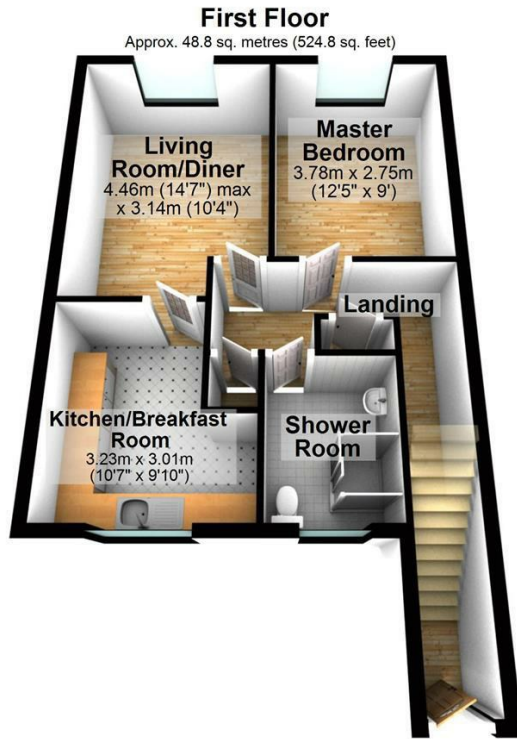 First Floor
Approx. 48.8 sq. metres (524.8 sq. feet)
Living
Room/Diner
4.46m (14'7") max
x 3.14m (10'4")
Master
Bedroom
3.78m x 2.75m
(12'5" x 9')
Landing
Kitchen/Breakfast
Room
3.23m x 3.01m
(10'7" x 9'10")
Shower
Room